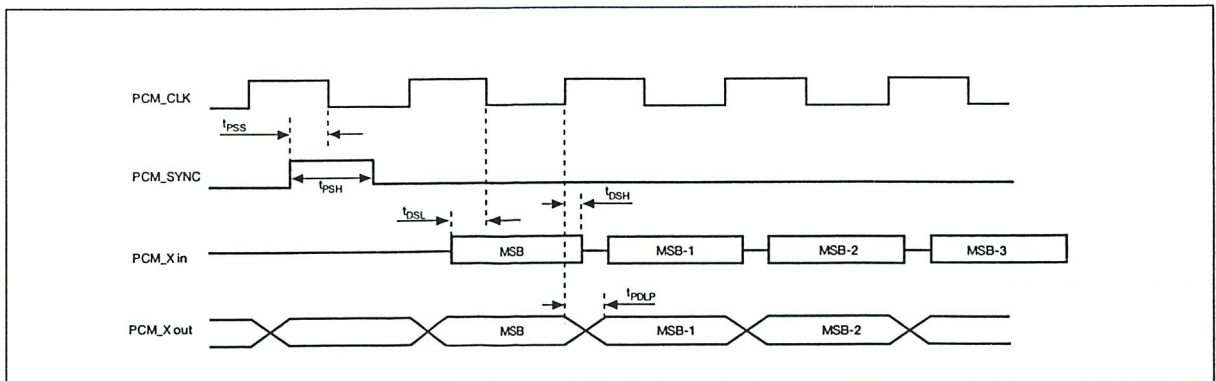 PCM_CLK
tPSS
PCM_SYNC
tPSH
tDSL
tDSH
PCM_X in
MSB
MSB-1
MSB-2
MSB-3
tPDLP
PCM_X out
MSB
MSB-1
MSB-2